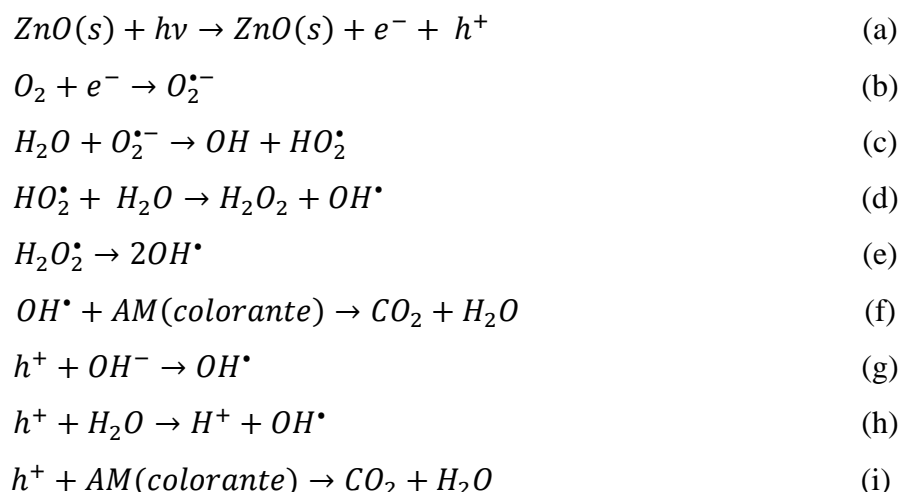 ZnO(s) + hν → ZnO(s) + e⁻ + h⁺ (a)
O₂ + e⁻ → O₂•⁻ (b)
H₂O + O₂•⁻ → OH + HO₂• (c)
HO₂• + H₂O → H₂O₂ + OH• (d)
H₂O₂• → 2OH• (e)
OH• + AM(colorante) → CO₂ + H₂O (f)
h⁺ + OH⁻ → OH• (g)
h⁺ + H₂O → H⁺ + OH• (h)
h⁺ + AM(colorante) → CO₂ + H₂O (i)